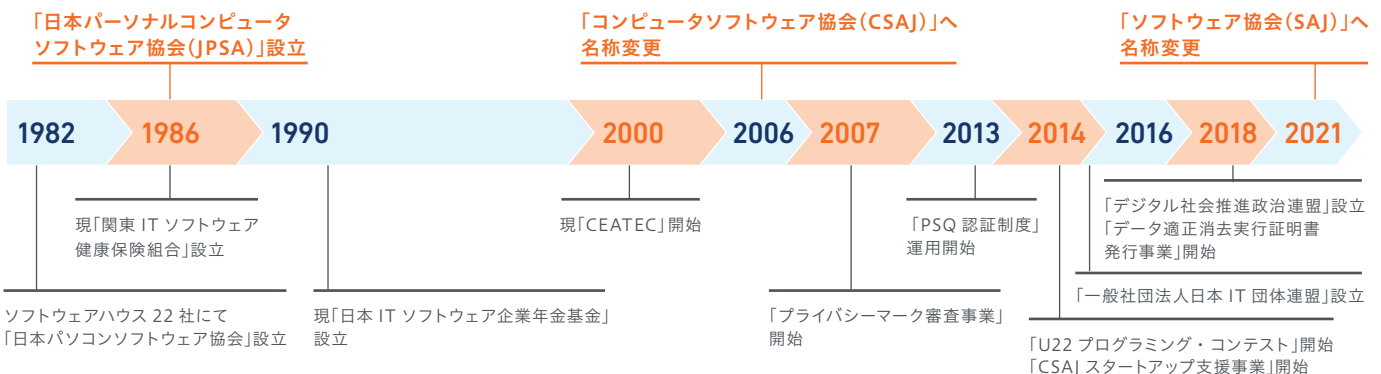 「日本パーソナルコンピュータ
ソフトウェア協会(JPSA)」設立
「コンピュータソフトウェア協会(CSAJ)」へ
名称変更
「ソフトウェア協会(SAJ)」へ
名称変更
1982
1986
1990
2000
2006
2007
2013
2014
2016
2018
2021
現「関東 IT ソフトウェア
健康保険組合」設立
現「CEATEC」開始
「PSQ 認証制度」
運用開始
「デジタル社会推進政治連盟」設立
「データ適正消去実行証明書
発行事業」開始
「一般社団法人日本 IT 団体連盟」設立
ソフトウェアハウス 22 社にて
「日本パソコンソフトウェア協会」設立
現「日本 IT ソフトウェア企業年金基金」
設立
「プライバシーマーク審査事業」
開始
「U22 プログラミング・コンテスト」開始
「CSAJ スタートアップ支援事業」開始